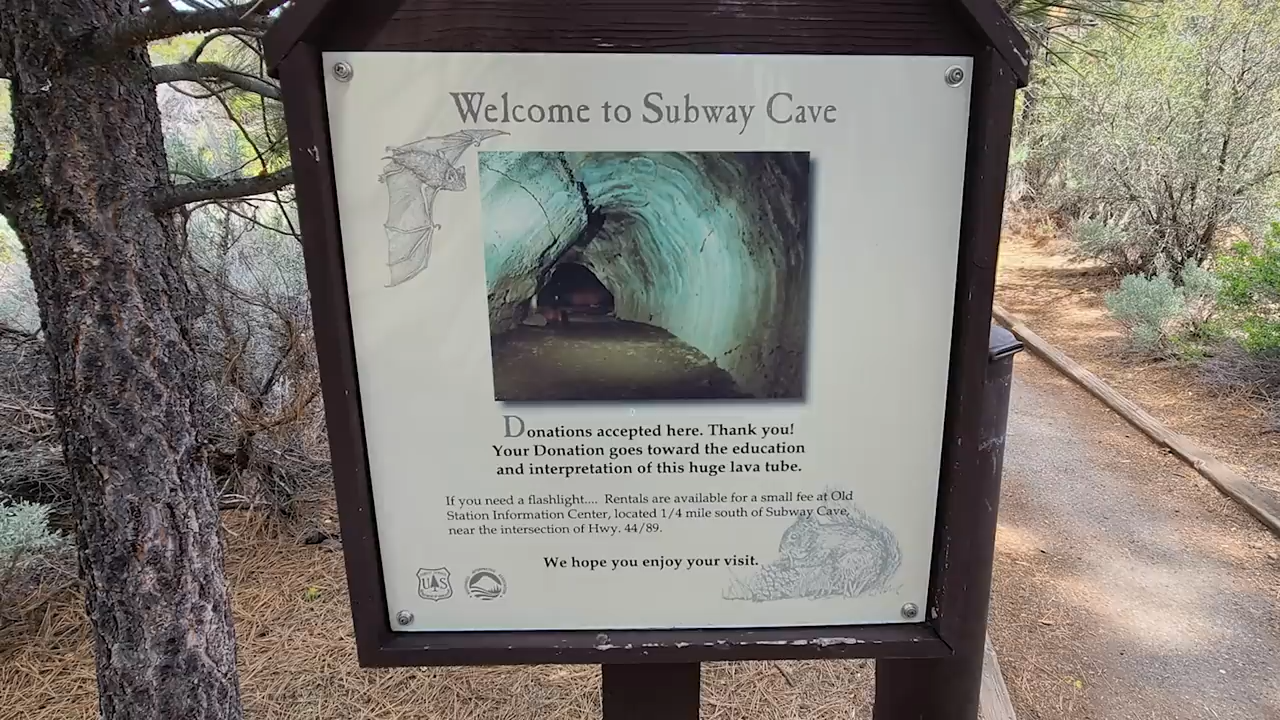 Welcome to Subway Cave
Donations accepted here. Thank you!
Your Donation goes toward the education
and interpretation of this huge lava tube.
If you need a flashlight.... Rentals are available for a small fee at Old
Station Information Center, located 1/4 mile south of Subway Cave,
near the intersection of Hwy. 44/89.
We hope you enjoy your visit.
U S